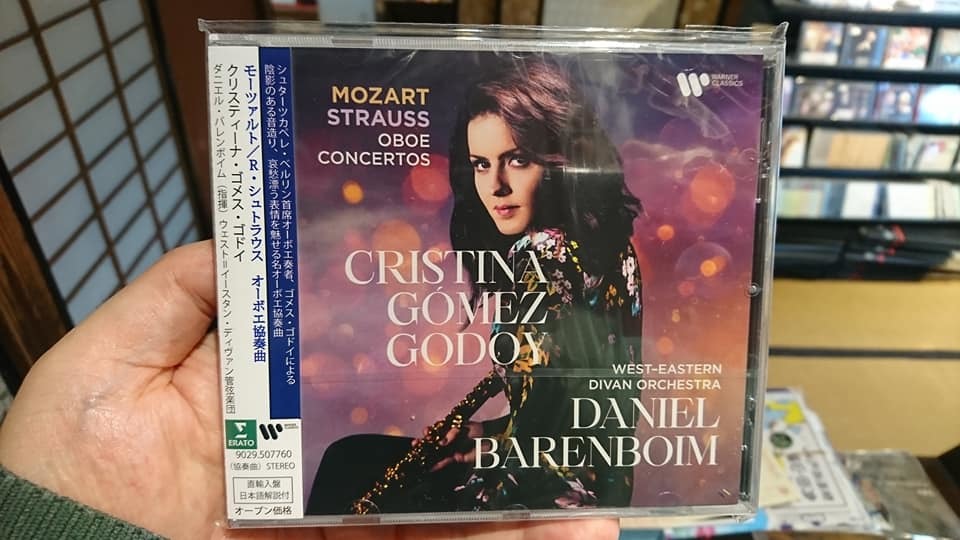 シュターツカペレ・ベルリン首席オーボエ奏者、ゴメス・ゴドイによる
陰影のある音造り、哀愁漂う表情を魅せる名オーボエ協奏曲
モーツァルト／R・シュトラウス オーボエ協奏曲
クリスティーナ・ゴメス・ゴドイ
ダニエル・バレンボイム（指揮）ウェスト＝イースタン・ディヴァン管弦楽団
ERATO
WARNER CLASSICS
9029.507760
（協奏曲）STEREO
直輸入盤
日本語解説付
オープン価格
WARNER
CLASSICS
MOZART
STRAUSS
OBOE
CONCERTOS
CRISTINA
GÓMEZ
GODOY
WEST-EASTERN
DIVAN ORCHESTRA
DANIEL
BARENBOIM